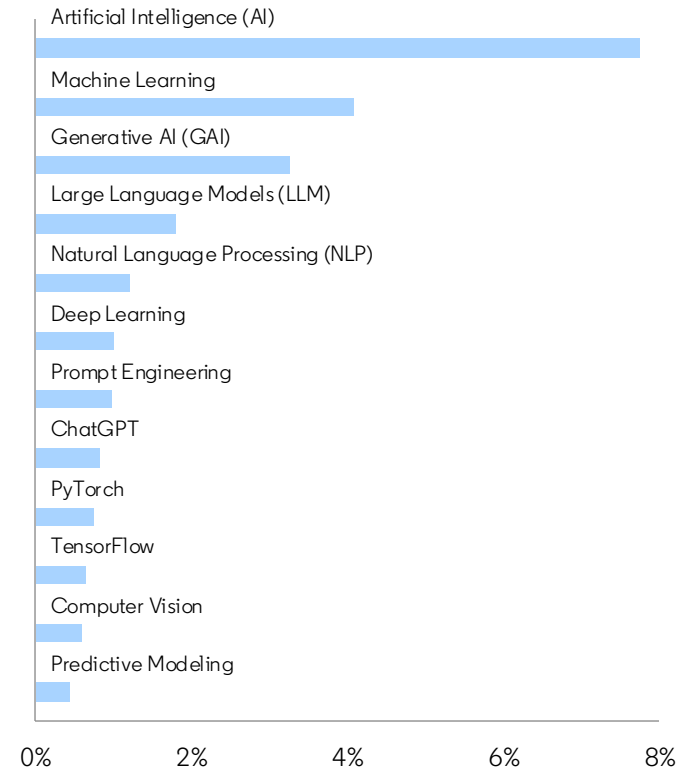 Artificial Intelligence (AI)
Machine Learning
Generative AI (GAI)
Large Language Models (LLM)
Natural Language Processing (NLP)
Deep Learning
Prompt Engineering
ChatGPT
PyTorch
TensorFlow
Computer Vision
Predictive Modeling
0% 2% 4% 6% 8%